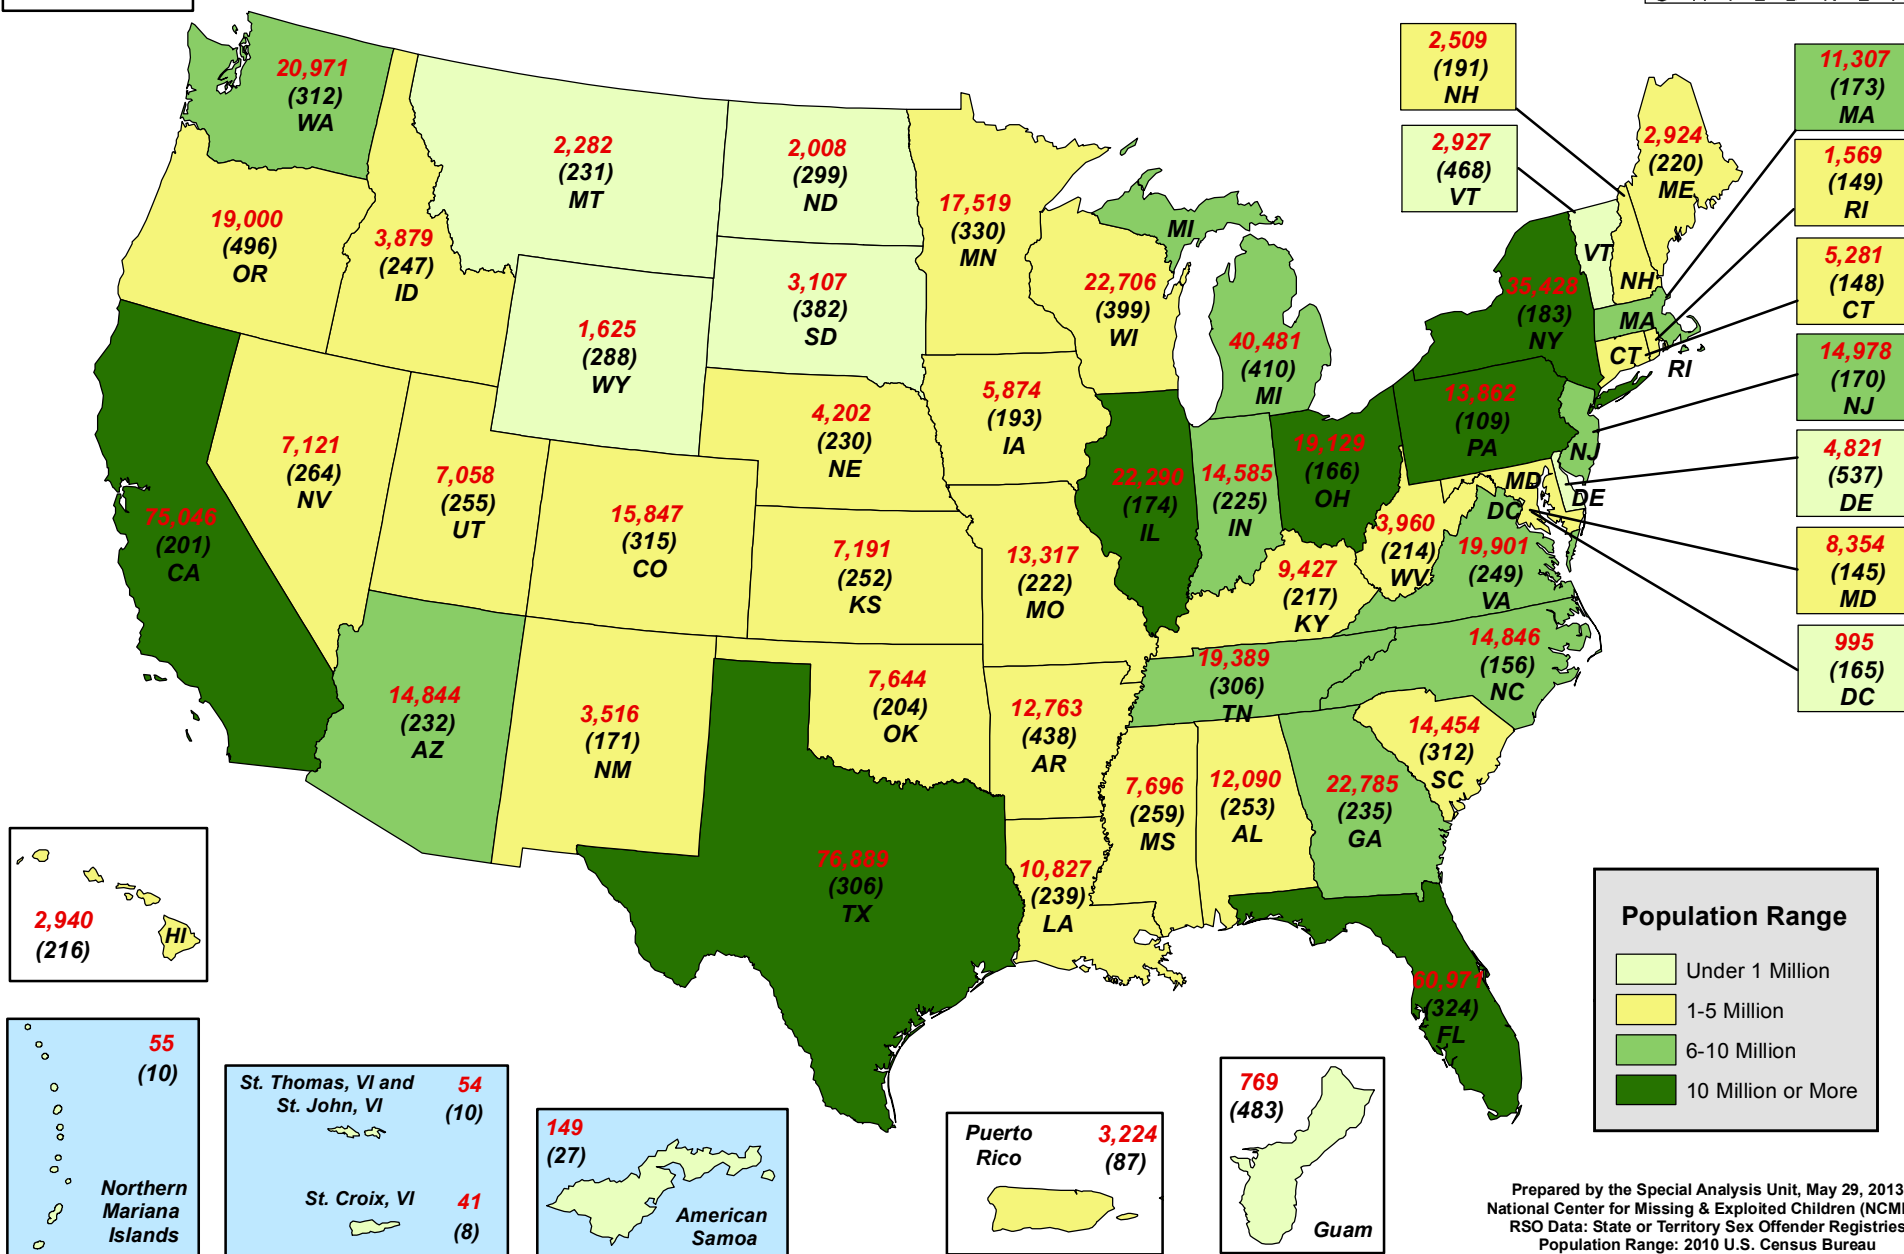 20,971
(312)
WA
19,000
(496)
OR
3,879
(247)
ID
2,282
(231)
MT
2,008
(299)
ND
3,107
(382)
SD
1,625
(288)
WY
17,519
(330)
MN
22,706
(399)
WI
MI
40,481
(410)
MI
2,509
(191)
NH
2,927
(468)
VT
2,924
(220)
ME
11,307
(173)
MA
1,569
(149)
RI
5,281
(148)
CT
14,978
(170)
NJ
4,821
(537)
DE
8,354
(145)
MD
995
(165)
DC
VT
NH
MA
CT
RI
NJ
MD
DE
DC
35,428
(183)
NY
13,862
(109)
PA
19,129
(166)
OH
14,585
(225)
IN
22,290
(174)
IL
5,874
(193)
IA
4,202
(230)
NE
7,121
(264)
NV
7,058
(255)
UT
15,847
(315)
CO
7,191
(252)
KS
13,317
(222)
MO
9,427
(217)
KY
3,960
(214)
WV
19,901
(249)
VA
14,846
(156)
NC
19,389
(306)
TN
75,046
(201)
CA
14,844
(232)
AZ
3,516
(171)
NM
7,644
(204)
OK
12,763
(438)
AR
7,696
(259)
MS
12,090
(253)
AL
22,785
(235)
GA
14,454
(312)
SC
76,889
(306)
TX
10,827
(239)
LA
60,971
(324)
FL
2,940
(216)
HI
55
(10)
Northern
Mariana
Islands
St. Thomas, VI and
St. John, VI
54
(10)
St. Croix, VI
41
(8)
149
(27)
American
Samoa
Puerto
Rico
3,224
(87)
769
(483)
Guam
Population Range
Under 1 Million
1-5 Million
6-10 Million
10 Million or More
Prepared by the Special Analysis Unit, May 29, 2013
National Center for Missing & Exploited Children
RSO Data: State or Territory Sex Offender Registries
Population Range: 2010 U.S. Census Bureau